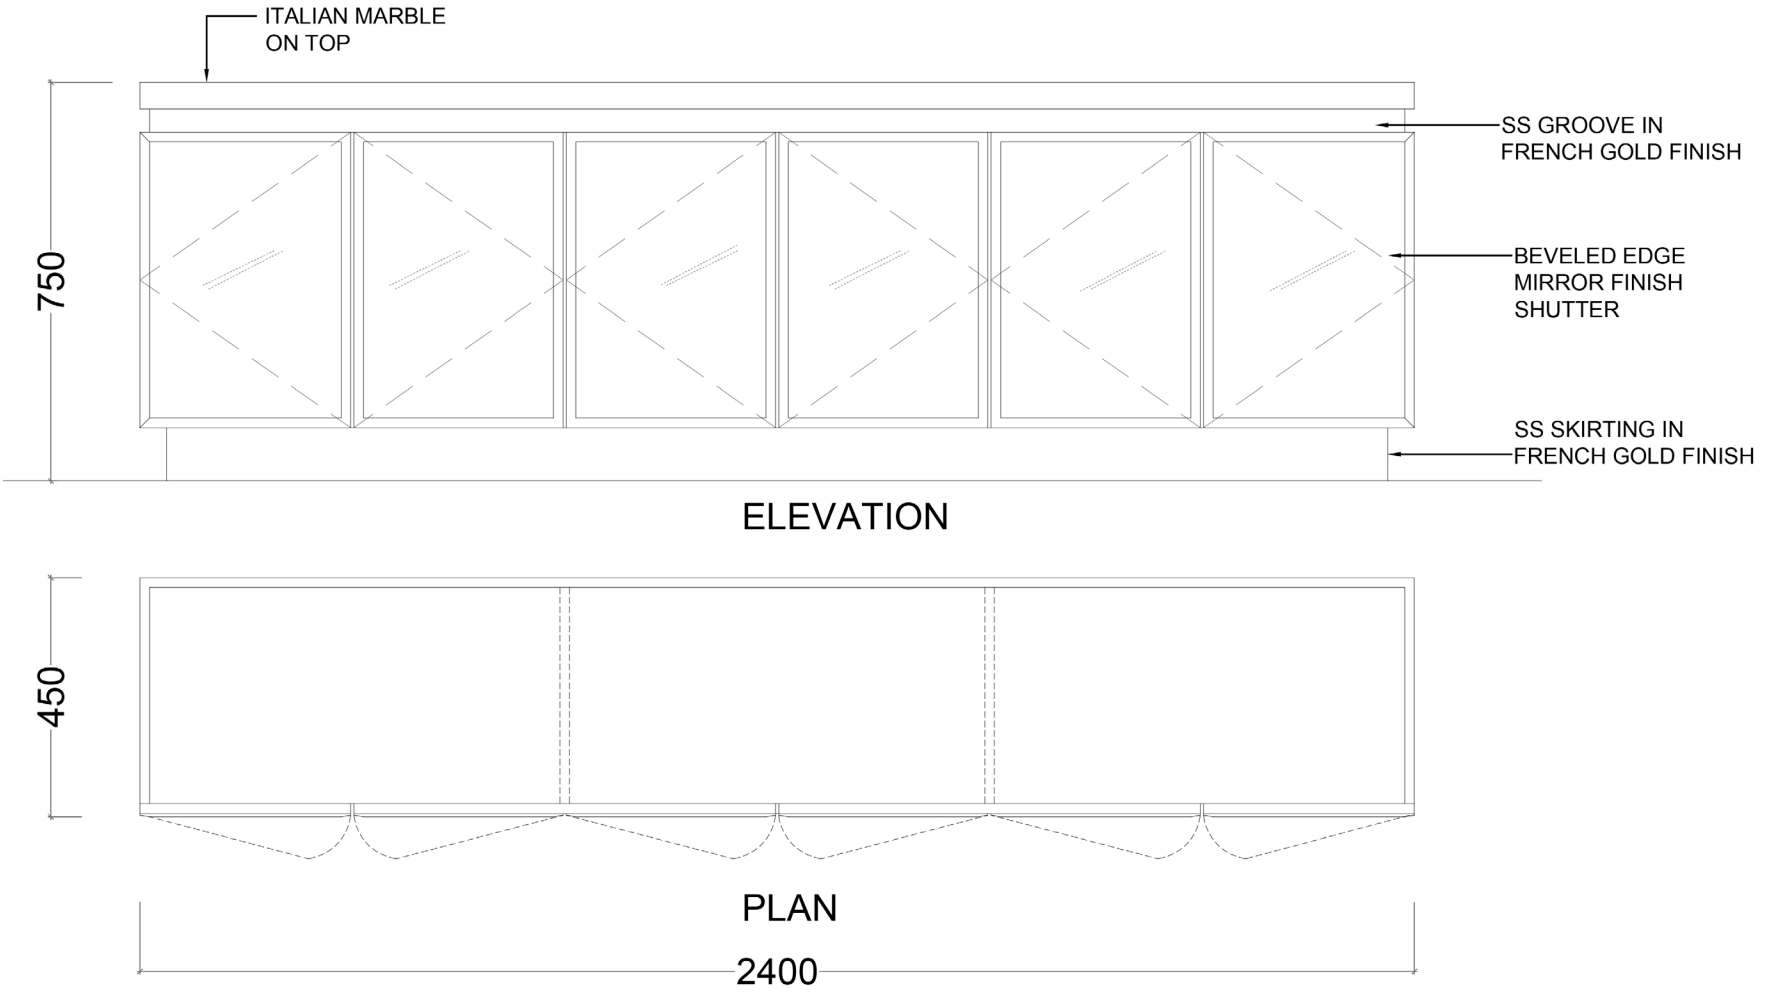 ITALIAN MARBLE
ON TOP
SS GROOVE IN
FRENCH GOLD FINISH
750
BEVELED EDGE
MIRROR FINISH
SHUTTER
SS SKIRTING IN
FRENCH GOLD FINISH
ELEVATION
450
PLAN
2400